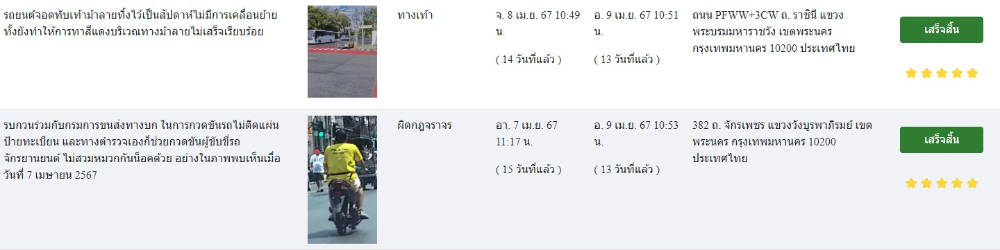 รถยนต์จอดทับเท้าม้าลายทิ้งไว้เป็นสัปดาห์ไม่มีการเคลื่อนย้าย
ทั้งยังทำให้การทาสีแดงบริเวณทางม้าลายไม่เสร็จเรียบร้อย
ทางเท้า
จ. 8 เม.ย. 67 10:49
น.
( 14 วันที่แล้ว )
อ. 9 เม.ย. 67 10:51
น.
( 13 วันที่แล้ว )
ถนน PFWW+3CW ถ. ราชินี แขวง
พระบรมมหาราชวัง เขตพระนคร
กรุงเทพมหานคร 10200 ประเทศไทย
เสร็จสิ้น
รบกวนร่วมกับกรมการขนส่งทางบก ในการกวดขันรถไม่ติดแผ่น
ป้ายทะเบียน และทางตำรวจเองก็ช่วยกวดขันผู้ขับขี่รถ
จักรยานยนต์ ไม่สวมหมวกกันน็อคด้วย อย่างในภาพพบเห็นเมื่อ
วันที่ 7 เมษายน 2567
ผิดกฎจราจร
อา. 7 เม.ย. 67
11:17 น.
( 15 วันที่แล้ว )
อ. 9 เม.ย. 67 10:53
น.
( 13 วันที่แล้ว )
382 ถ. จักรเพชร แขวงวังบูรพาภิรมย์ เขต
พระนคร กรุงเทพมหานคร 10200
ประเทศไทย
เสร็จสิ้น